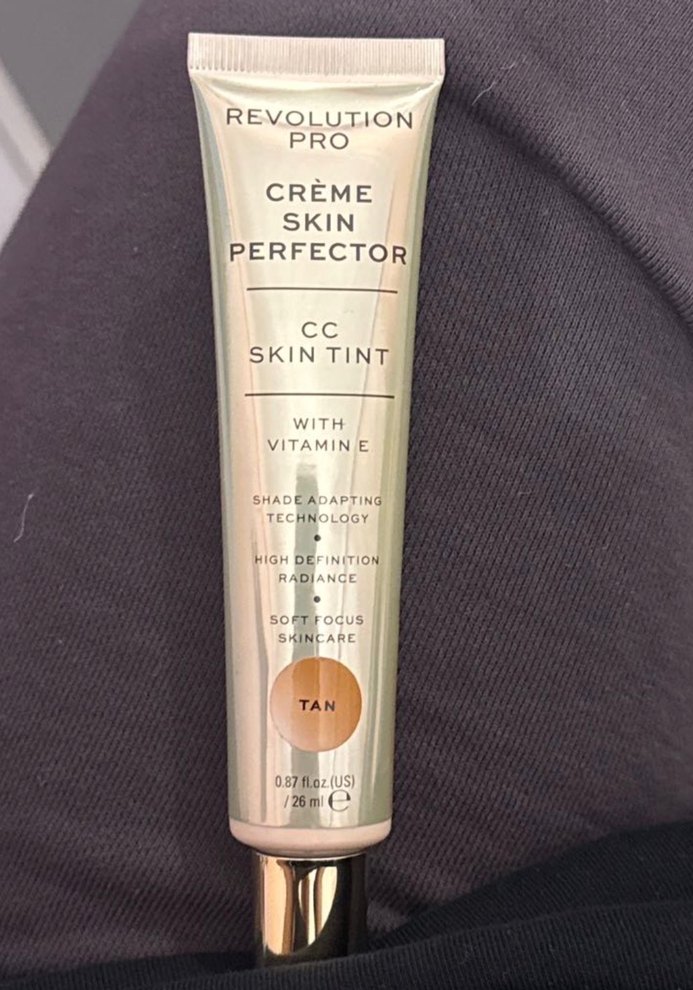 REVOLUTION
PRO
CRÈME
SKIN
PERFECTOR
CC
SKIN TINT
WITH
VITAMIN E
SHADE ADAPTING
TECHNOLOGY
•
HIGH DEFINITION
RADIANCE
•
SOFT FOCUS
SKINCARE
TAN
0.87 fl.oz.(US)
/ 26 ml ℮